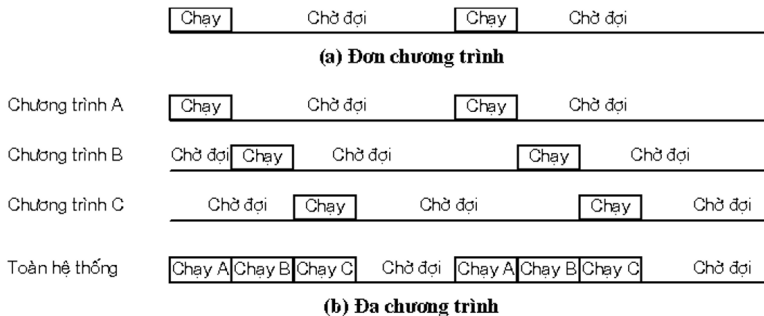 Chạy Chờ đợi Chạy Chờ đợi
(a) Đơn chương trình
Chương trình A Chạy Chờ đợi Chạy Chờ đợi
Chương trình B Chờ đợi Chạy Chờ đợi Chạy Chờ đợi
Chương trình C Chờ đợi Chạy Chờ đợi Chạy Chờ đợi
Toàn hệ thống Chạy A Chạy B Chạy C Chờ đợi Chạy A Chạy B Chạy C Chờ đợi
(b) Đa chương trình